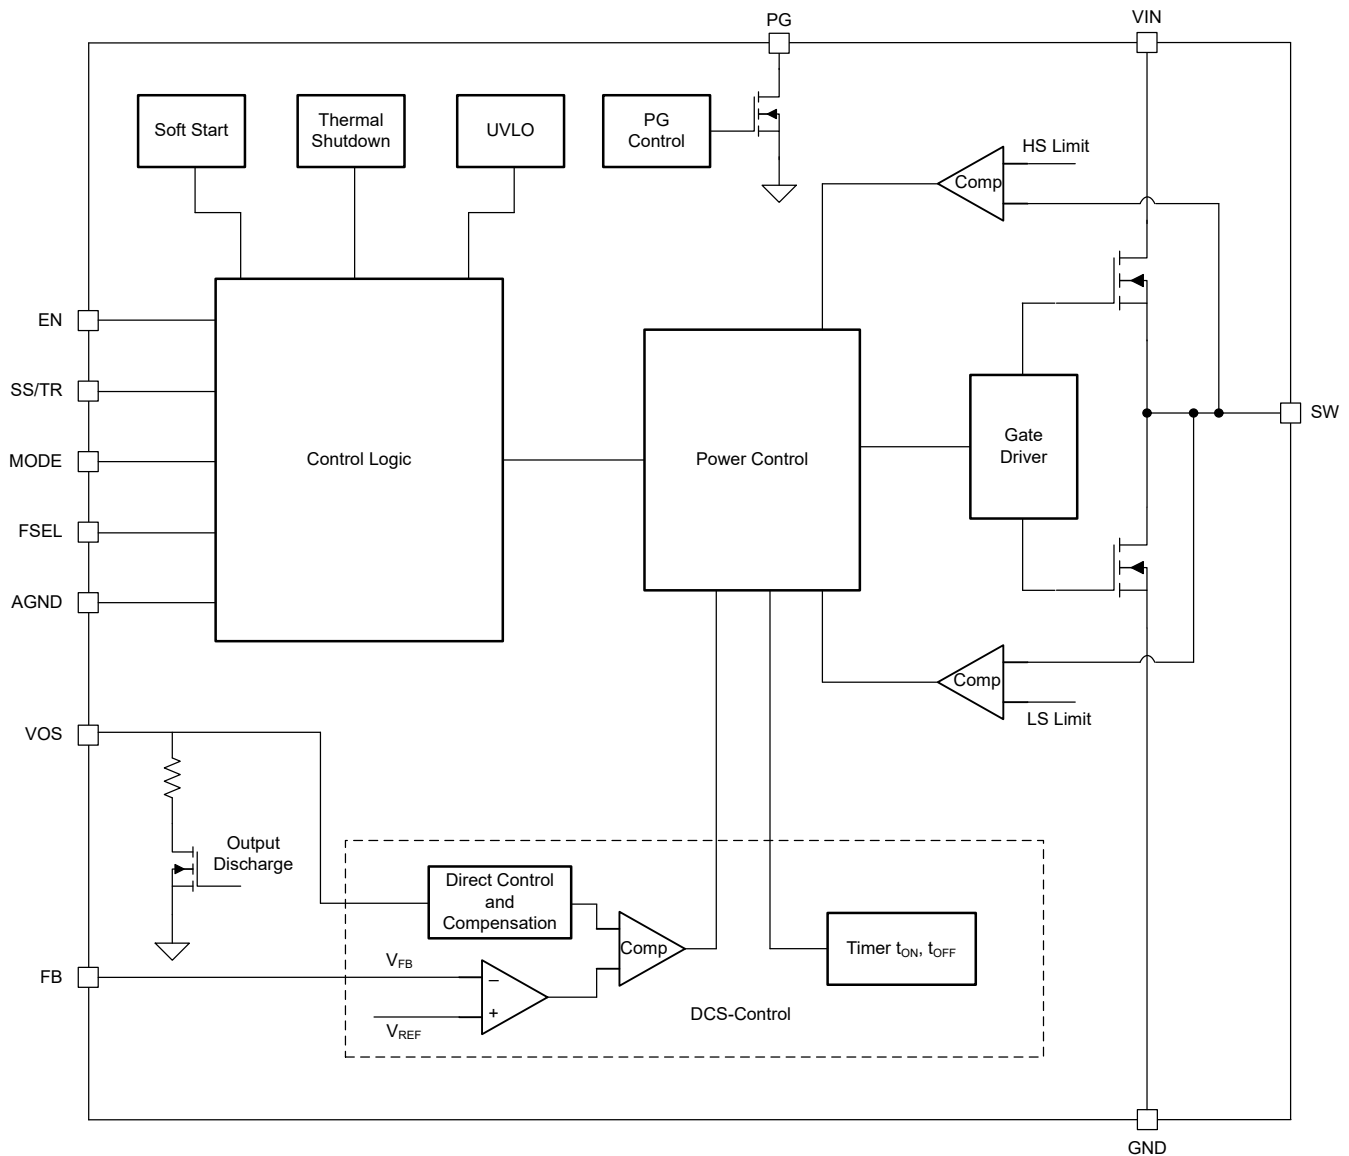 PG
VIN
Soft Start
Thermal
Shutdown
UVLO
PG
Control
HS Limit
Comp
EN
SS/TR
MODE
FSEL
AGND
Control Logic
Power Control
Gate
Driver
SW
Comp
LS Limit
VOS
Output
Discharge
Direct Control
and
Compensation
Comp
Timer tON, tOFF
FB
VFB
–
+
VREF
DCS-Control
GND